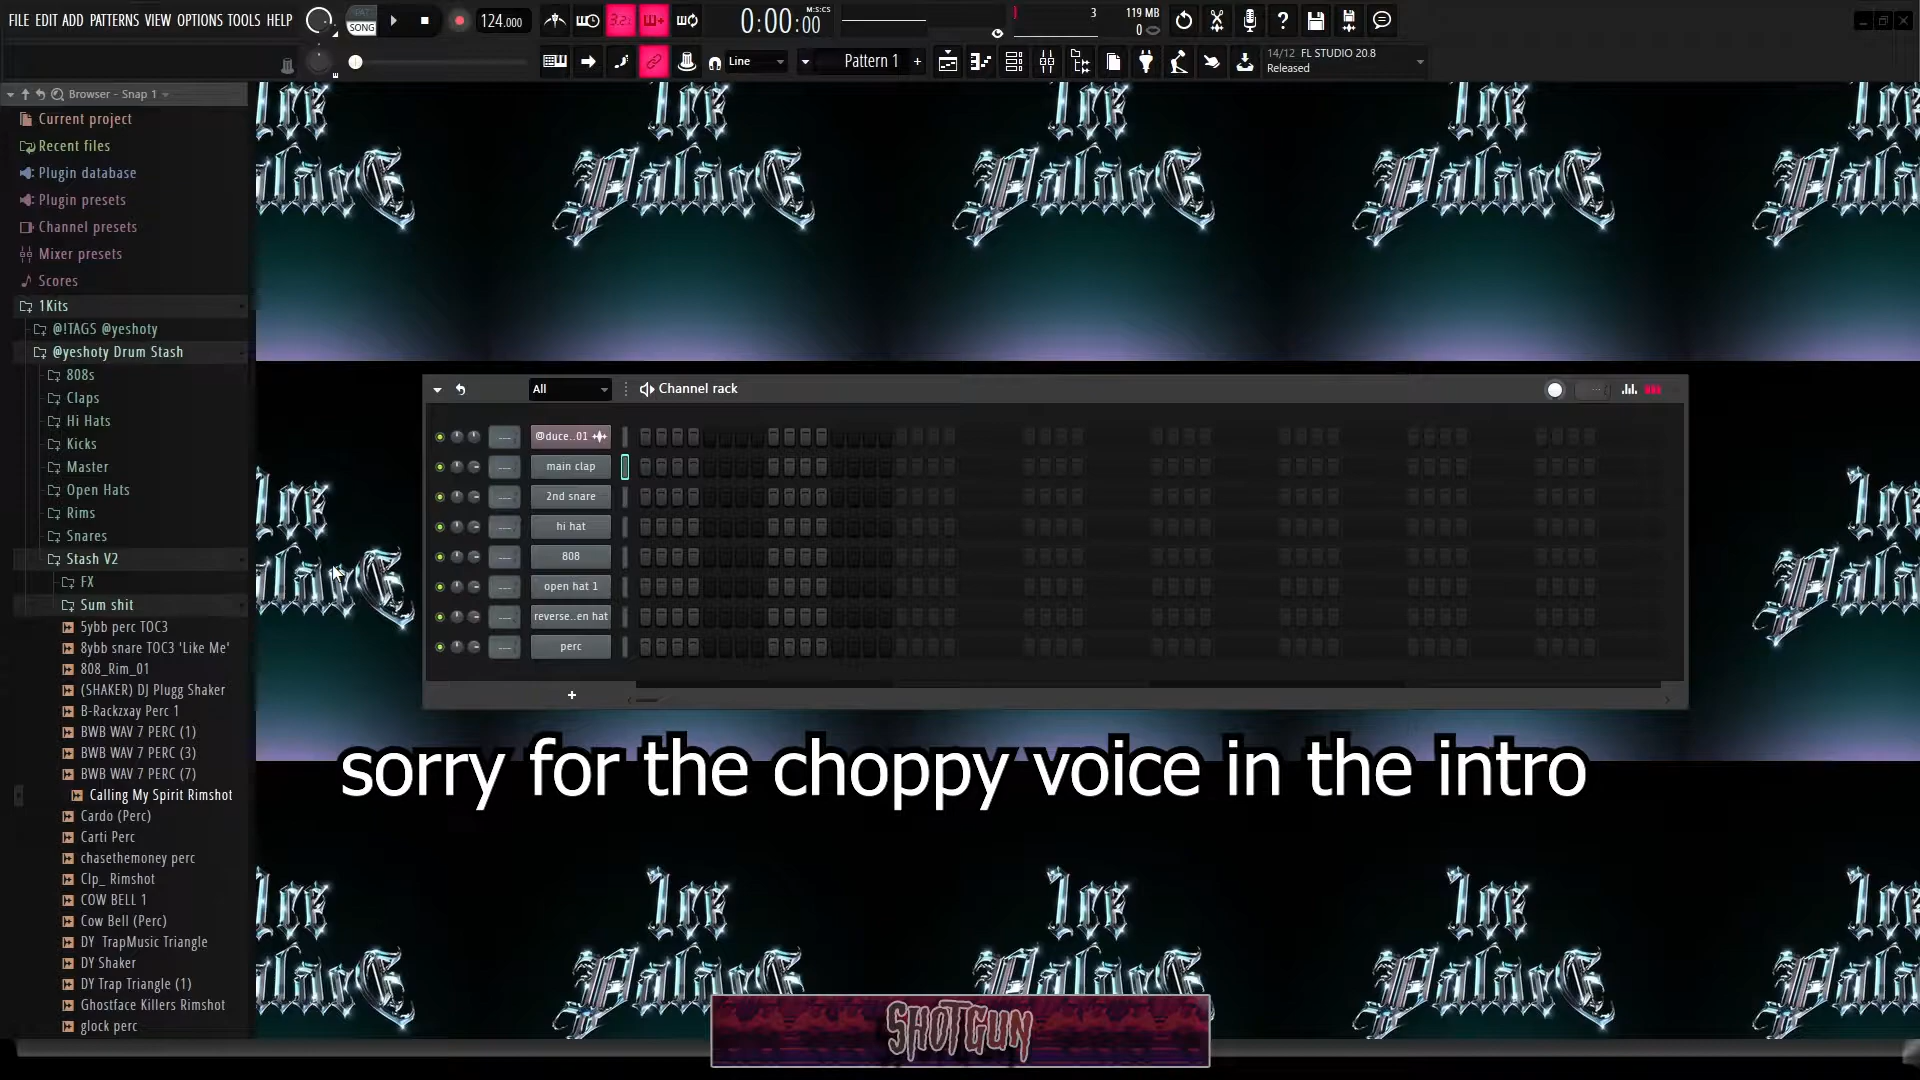 FILE EDIT ADD PATTERNS VIEW OPTIONS TOOLS HELP
SONG
124.000
3.2
0:00:00
M:S:CS
3
119 MB
0
Line
Pattern 1
+
14/12 FL STUDIO 20.8
Released
Browser - Snap 1
Current project
Recent files
Plugin database
Plugin presets
Channel presets
Mixer presets
Scores
1Kits
@!TAGS @yeshoty
@yeshoty Drum Stash
808s
Claps
Hi Hats
Kicks
Master
Open Hats
Rims
Snares
Stash V2
FX
Sum shit
5ybb perc TOC3
8ybb snare TOC3 'Like Me'
808_Rim_01
(SHAKER) DJ Plugg Shaker
B-Rackzxay Perc 1
BWB WAV 7 PERC (1)
BWB WAV 7 PERC (3)
BWB WAV 7 PERC (7)
Calling My Spirit Rimshot
Cardo (Perc)
Carti Perc
chasethemoney perc
Clp_ Rimshot
COW BELL 1
Cow Bell (Perc)
DY TrapMusic Triangle
DY Shaker
DY Trap Triangle (1)
Ghostface Killers Rimshot
glock perc
All
Channel rack
@duce..01
main clap
2nd snare
hi hat
808
open hat 1
reverse..en hat
perc
+
sorry for the choppy voice in the intro
SHOTGUN